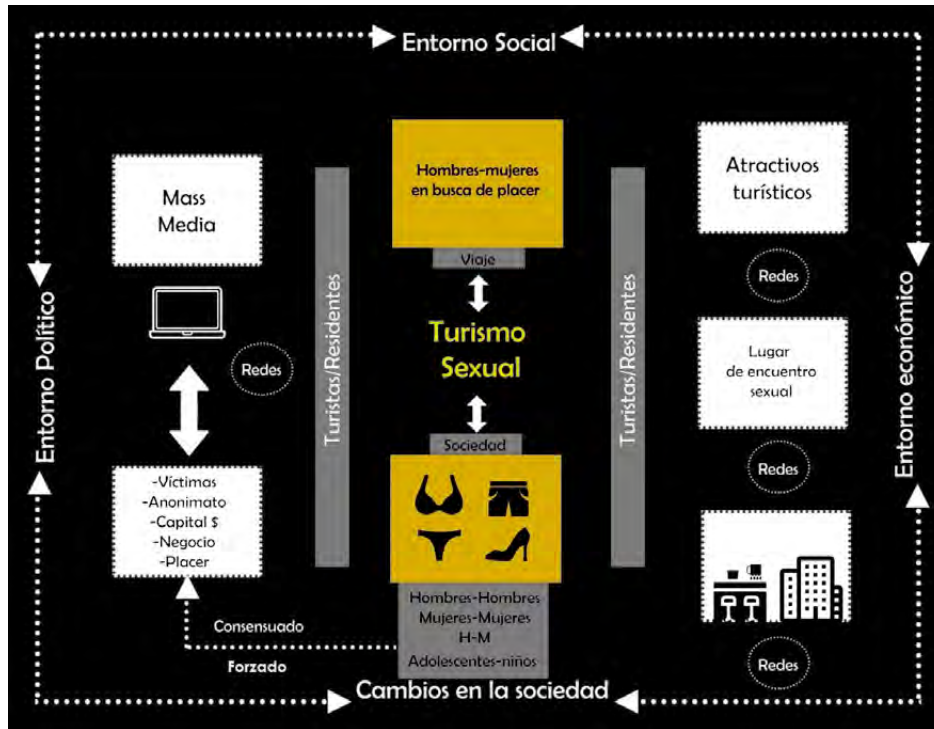 Entorno Social
Entorno Político
Mass
Media
Redes
-Víctimas
-Anonimato
-Capital $
-Negocio
-Placer
Consensuado
Forzado
Turistas/Residentes
Hombres-mujeres
en busca de placer
Viaje
Turismo
Sexual
Sociedad
Hombres-Hombres
Mujeres-Mujeres
H-M
Adolescentes-niños
Turistas/Residentes
Atractivos
turísticos
Redes
Lugar
de encuentro
sexual
Redes
Redes
Entorno económico
Cambios en la sociedad